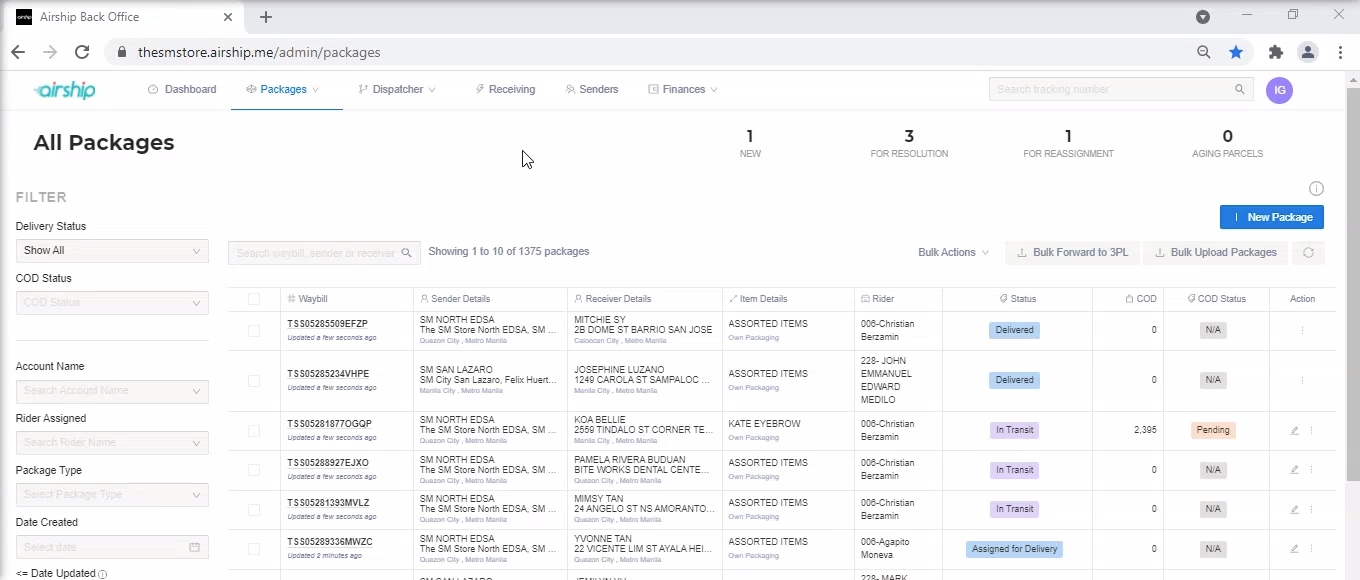 Airship Back Office
thesmstore.airship.me/admin/packages
airship
Dashboard
Packages
Dispatcher
Receiving
Senders
Finances
Search tracking number
IG
All Packages
1
NEW
3
FOR RESOLUTION
1
FOR REASSIGNMENT
0
AGING PARCELS
FILTER
New Package
Delivery Status
Show All
Search waybill, sender or receiver
Showing 1 to 10 of 1375 packages
Bulk Actions
Bulk Forward to 3PL
Bulk Upload Packages
COD Status
COD Status
Account Name
Search Account Name
Rider Assigned
Search Rider Name
Package Type
Select Package Type
Date Created
Select date
<= Date Updated
# Waybill
Sender Details
Receiver Details
Item Details
Rider
Status
COD
COD Status
Action
TSS05285509EFZP
Updated a few seconds ago
SM NORTH EDSA
The SM Store North EDSA, SM ...
Quezon City , Metro Manila
MITCHIE SY
2B DOME ST BARRIO SAN JOSE
Caloocan City , Metro Manila
ASSORTED ITEMS
Own Packaging
006-Christian
Berzamin
Delivered
0
N/A
TSS05285234VHPE
Updated a few seconds ago
SM SAN LAZARO
SM City San Lazaro, Felix Huert...
Manila City , Metro Manila
JOSEPHINE LUZANO
1249 CAROLA ST SAMPALOC ...
Manila City , Metro Manila
ASSORTED ITEMS
Own Packaging
228- JOHN
EMMANUEL
EDWARD
MEDILO
Delivered
0
N/A
TSS05281877OGQP
Updated a few seconds ago
SM NORTH EDSA
The SM Store North EDSA, SM ...
Quezon City , Metro Manila
KOA BELLIE
2559 TINDALO ST CORNER TE...
Manila City , Metro Manila
KATE EYEBROW
Own Packaging
006-Christian
Berzamin
In Transit
2,395
Pending
TSS05288927EJXO
Updated a few seconds ago
SM NORTH EDSA
The SM Store North EDSA, SM ...
Quezon City , Metro Manila
PAMELA RIVERA BUDUAN
BITE WORKS DENTAL CENTE...
Quezon City , Metro Manila
ASSORTED ITEMS
Own Packaging
006-Christian
Berzamin
In Transit
0
N/A
TSS05281393MVLZ
Updated a few seconds ago
SM NORTH EDSA
The SM Store North EDSA, SM ...
Quezon City , Metro Manila
MIMSY TAN
24 ANGELO ST NS AMORANTO...
Quezon City , Metro Manila
ASSORTED ITEMS
Own Packaging
006-Christian
Berzamin
In Transit
0
N/A
TSS05289336MWZC
Updated 2 minutes ago
SM NORTH EDSA
The SM Store North EDSA, SM ...
Quezon City , Metro Manila
YVONNE TAN
22 VICENTE LIM ST AYALA HEI...
Quezon City , Metro Manila
ASSORTED ITEMS
Own Packaging
006-Agapito
Moneva
Assigned for Delivery
0
N/A
228- MARK